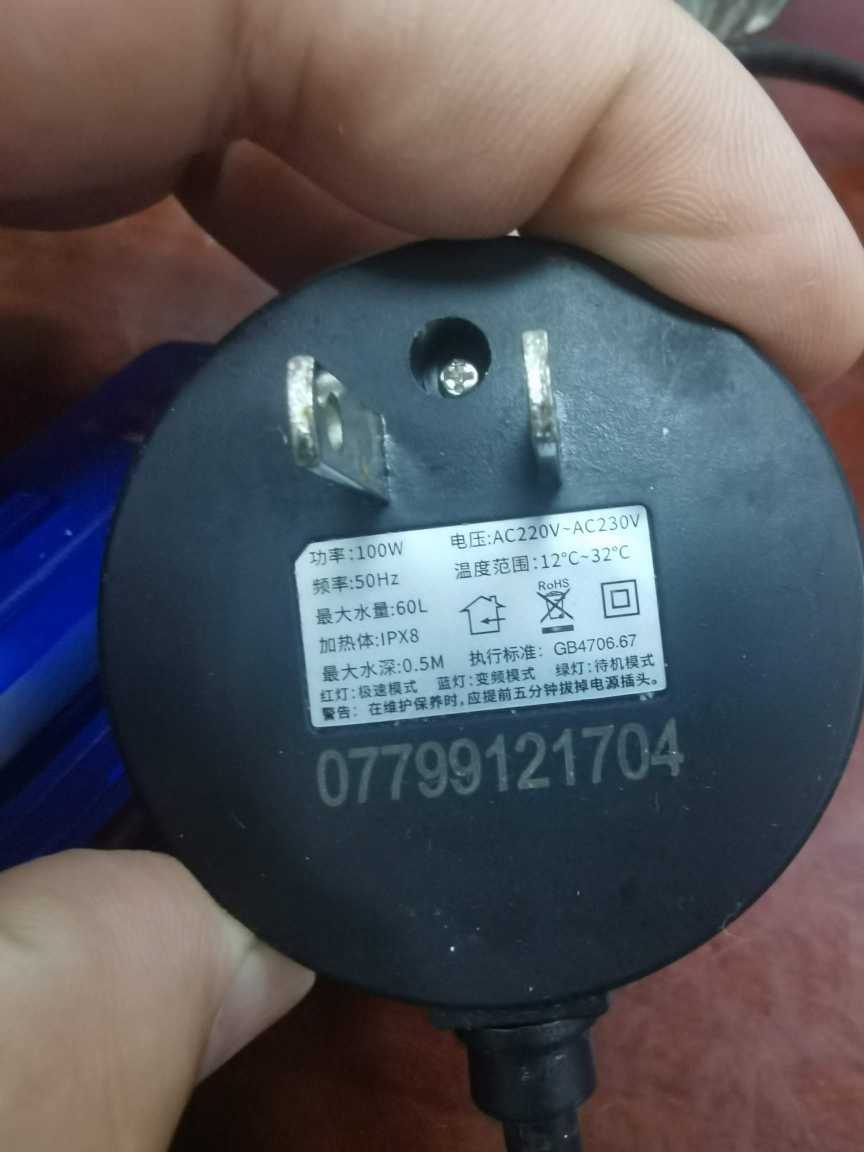 功率:100W 电压:AC220V~AC230V
频率:50Hz 温度范围:12℃~32℃
最大水量:60L RoHS
加热体:IPX8
最大水深:0.5M 执行标准: GB4706.67
红灯:极速模式 蓝灯:变频模式 绿灯:待机模式
警告: 在维护保养时,应提前五分钟拔掉电源插头。
07799121704